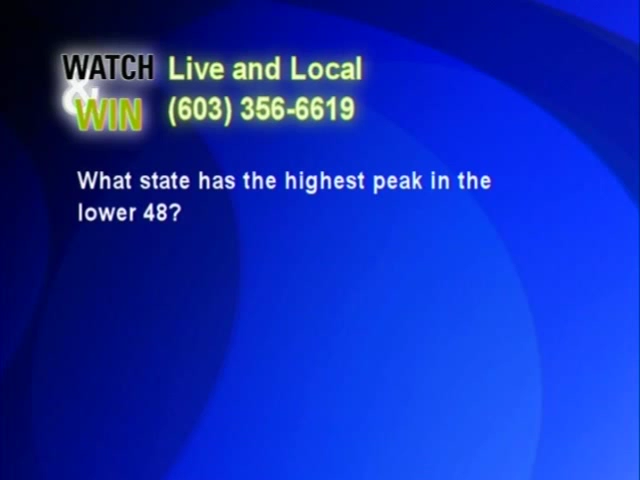 WATCH
&
WIN
Live and Local
(603) 356-6619
What state has the highest peak in the
lower 48?